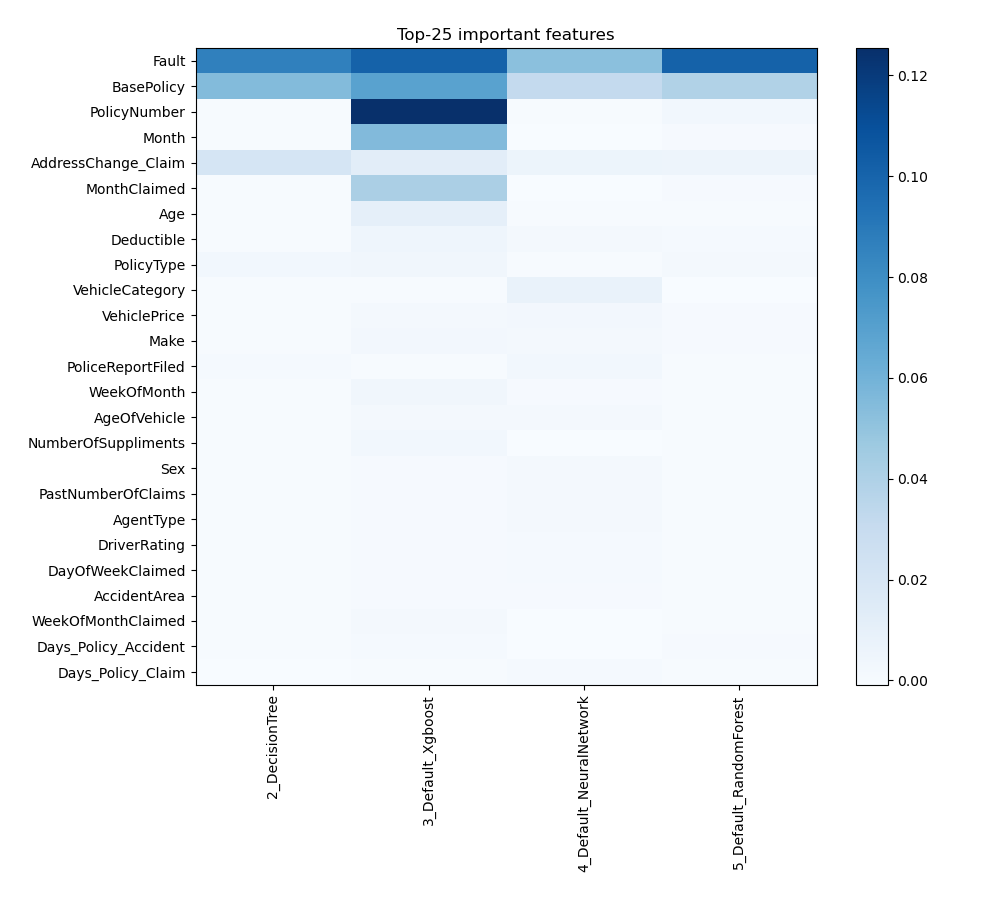 Top-25 important features
Fault
BasePolicy
PolicyNumber
Month
AddressChange_Claim
MonthClaimed
Age
Deductible
PolicyType
VehicleCategory
VehiclePrice
Make
PoliceReportFiled
WeekOfMonth
AgeOfVehicle
NumberOfSuppliments
Sex
PastNumberOfClaims
AgentType
DriverRating
DayOfWeekClaimed
AccidentArea
WeekOfMonthClaimed
Days_Policy_Accident
Days_Policy_Claim
2_DecisionTree
3_Default_Xgboost
4_Default_NeuralNetwork
5_Default_RandomForest
0.12
0.10
0.08
0.06
0.04
0.02
0.00